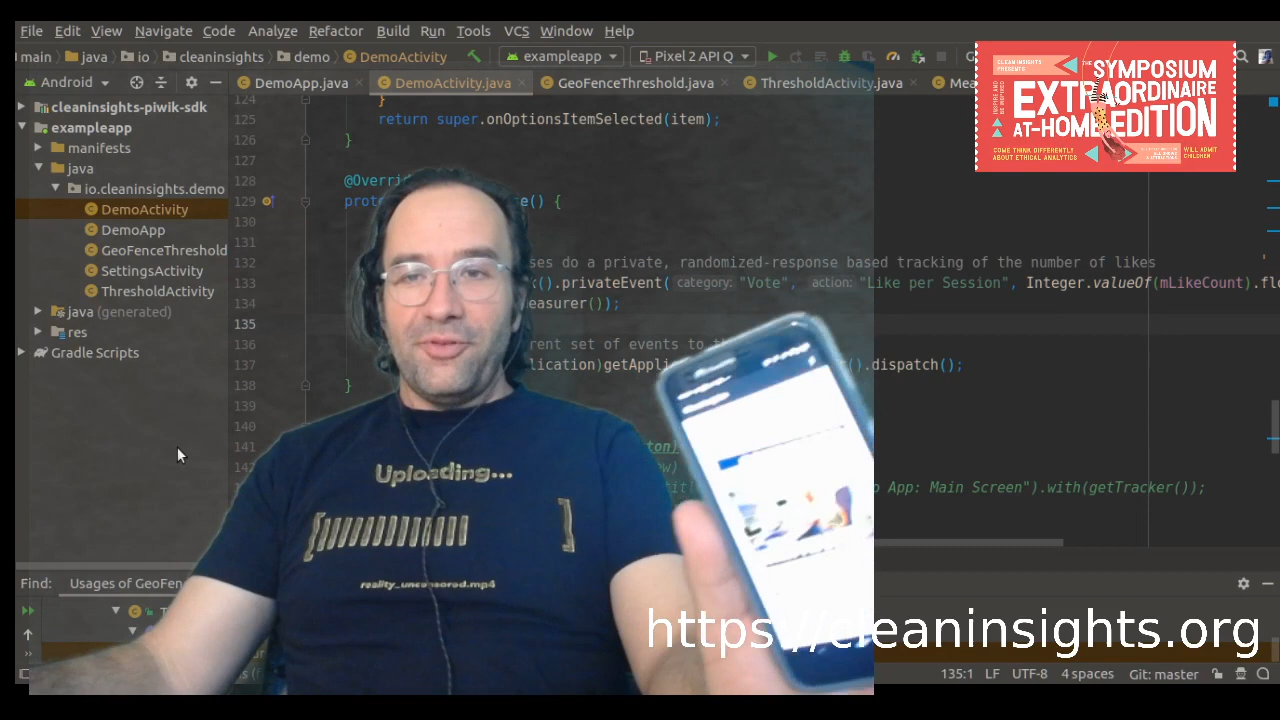 File Edit View Navigate Code Analyze Refactor Build Run Tools VCS Window Help
main java io cleaninsights demo DemoActivity exampleapp Pixel 2 API Q
Android DemoApp.java DemoActivity.java GeoFenceThreshold.java ThresholdActivity.java
CLEAN INSIGHTS
PRESENTS
THE SYMPOSIUM
EXTRAORDINAIRE
AT-HOME EDITION
COME THINK DIFFERENTLY
ABOUT ETHICAL ANALYTICS
WILL ADMIT
CHILDREN
cleaninsights-piwik-sdk
exampleapp
manifests
java
io.cleaninsights.demo
DemoActivity
DemoApp
GeoFenceThreshold
SettingsActivity
ThresholdActivity
java (generated)
res
Gradle Scripts
124 }
125 return super.onOptionsItemSelected(item);
126 }
127
128 @Overri
129 prote e() {
130
131
132 ses do a private, randomized-response based tracking of the number of likes
133 k().privateEvent( category: "Vote", action: "Like per Session", Integer.valueOf(mLikeCount).flo
134 easurer());
135
136 rent set of events to th
137 lication)getApplic ().dispatch();
138 }
139
140
141 ton)
142 ew)
o App: Main Screen").with(getTracker());
Uploading...
[//////////// ]
reality_uncensored.mp4
Find: Usages of GeoFen
https://cleaninsights.org
135:1 LF UTF-8 4 spaces Git: master